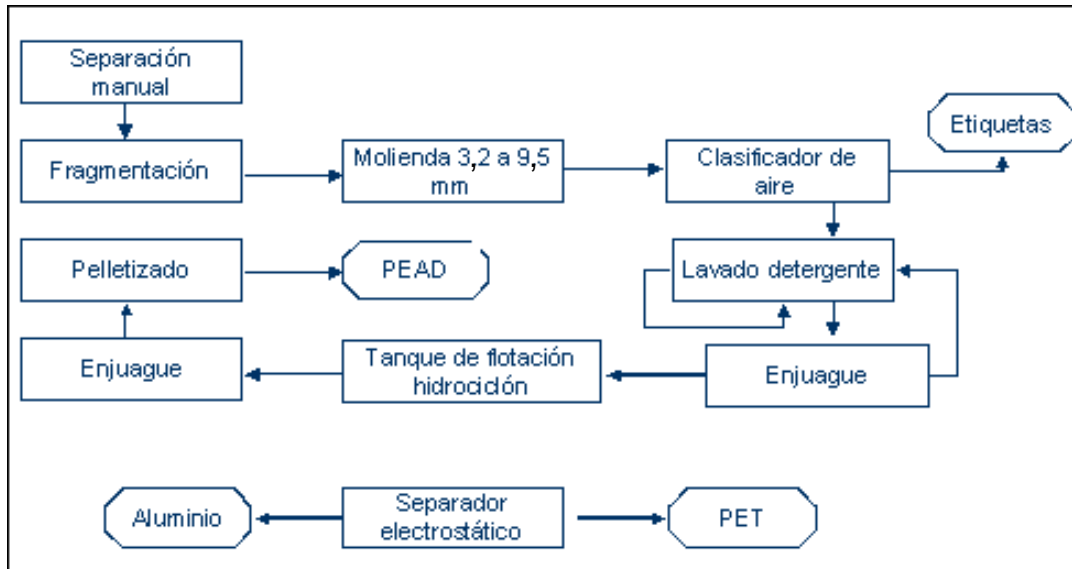 Separación
manual
Fragmentación
Molienda 3,2 a 9,5
mm
Clasificador de
aire
Etiquetas
Pelletizado
PEAD
Lavado detergente
Enjuague
Tanque de flotación
hidrociclón
Enjuague
Aluminio
Separador
electrostático
PET